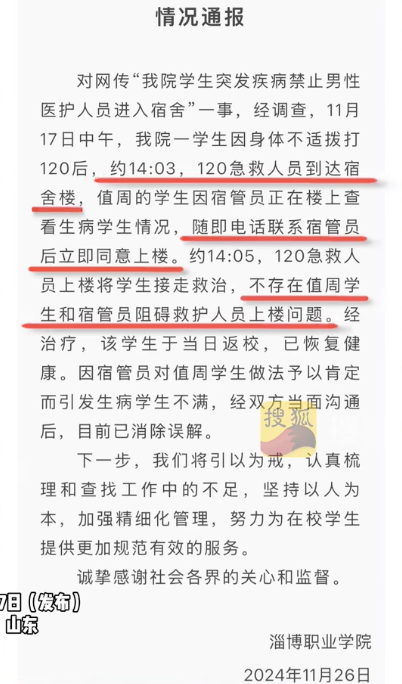 情况通报
对网传“我院学生突发疾病禁止男性
医护人员进入宿舍”一事，经调查，11月
17日中午，我院一学生因身体不适拨打
120后，约14:03，120急救人员到达宿
舍楼，值周的学生因宿管员正在楼上查
看生病学生情况，随即电话联系宿管员
后立即同意上楼。约14:05，120急救人
员上楼将学生接走救治，不存在值周学
生和宿管员阻碍救护人员上楼问题。经
治疗，该学生于当日返校，已恢复健
康。因宿管员对值周学生做法予以肯定
而引发生病学生不满，经双方当面沟通
后，目前已消除误解。
搜狐
下一步，我们将引以为戒，认真梳
理和查找工作中的不足，坚持以人为
本，加强精细化管理，努力为在校学生
提供更加规范有效的服务。
诚挚感谢社会各界的关心和监督。
7日（发布）
山东
淄博职业学院
2024年11月26日